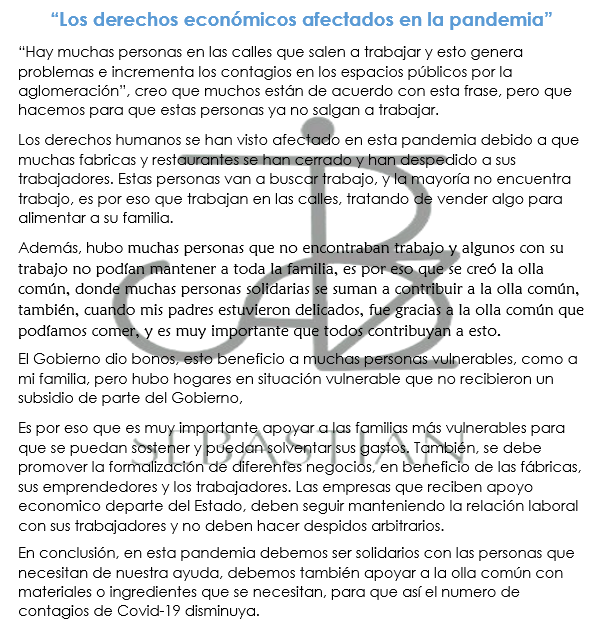 “Los derechos económicos afectados en la pandemia”
“Hay muchas personas en las calles que salen a trabajar y esto genera
problemas e incrementa los contagios en los espacios públicos por la
aglomeración”, creo que muchos están de acuerdo con esta frase, pero que
hacemos para que estas personas ya no salgan a trabajar.
Los derechos humanos se han visto afectado en esta pandemia debido a que
muchas fabricas y restaurantes se han cerrado y han despedido a sus
trabajadores. Estas personas van a buscar trabajo, y la mayoría no encuentra
trabajo, es por eso que trabajan en las calles, tratando de vender algo para
alimentar a su familia.
Además, hubo muchas personas que no encontraban trabajo y algunos con su
trabajo no podían mantener a toda la familia, es por eso que se creó la olla
común, donde muchas personas solidarias se suman a contribuir a la olla común,
también, cuando mis padres estuvieron delicados, fue gracias a la olla común que
podíamos comer, y es muy importante que todos contribuyan a esto.
El Gobierno dio bonos, esto beneficio a muchas personas vulnerables, como a
mi familia, pero hubo hogares en situación vulnerable que no recibieron un
subsidio de parte del Gobierno,
Es por eso que es muy importante apoyar a las familias más vulnerables para
que se puedan sostener y puedan solventar sus gastos. También, se debe
SEBASTIAN
promover la formalización de diferentes negocios, en beneficio de las fábricas,
sus emprendedores y los trabajadores. Las empresas que reciben apoyo
economico departe del Estado, deben seguir manteniendo la relación laboral
con sus trabajadores y no deben hacer despidos arbitrarios.
En conclusión, en esta pandemia debemos ser solidarios con las personas que
necesitan de nuestra ayuda, debemos también apoyar a la olla común con
materiales o ingredientes que se necesitan, para que así el numero de
contagios de Covid-19 disminuya.